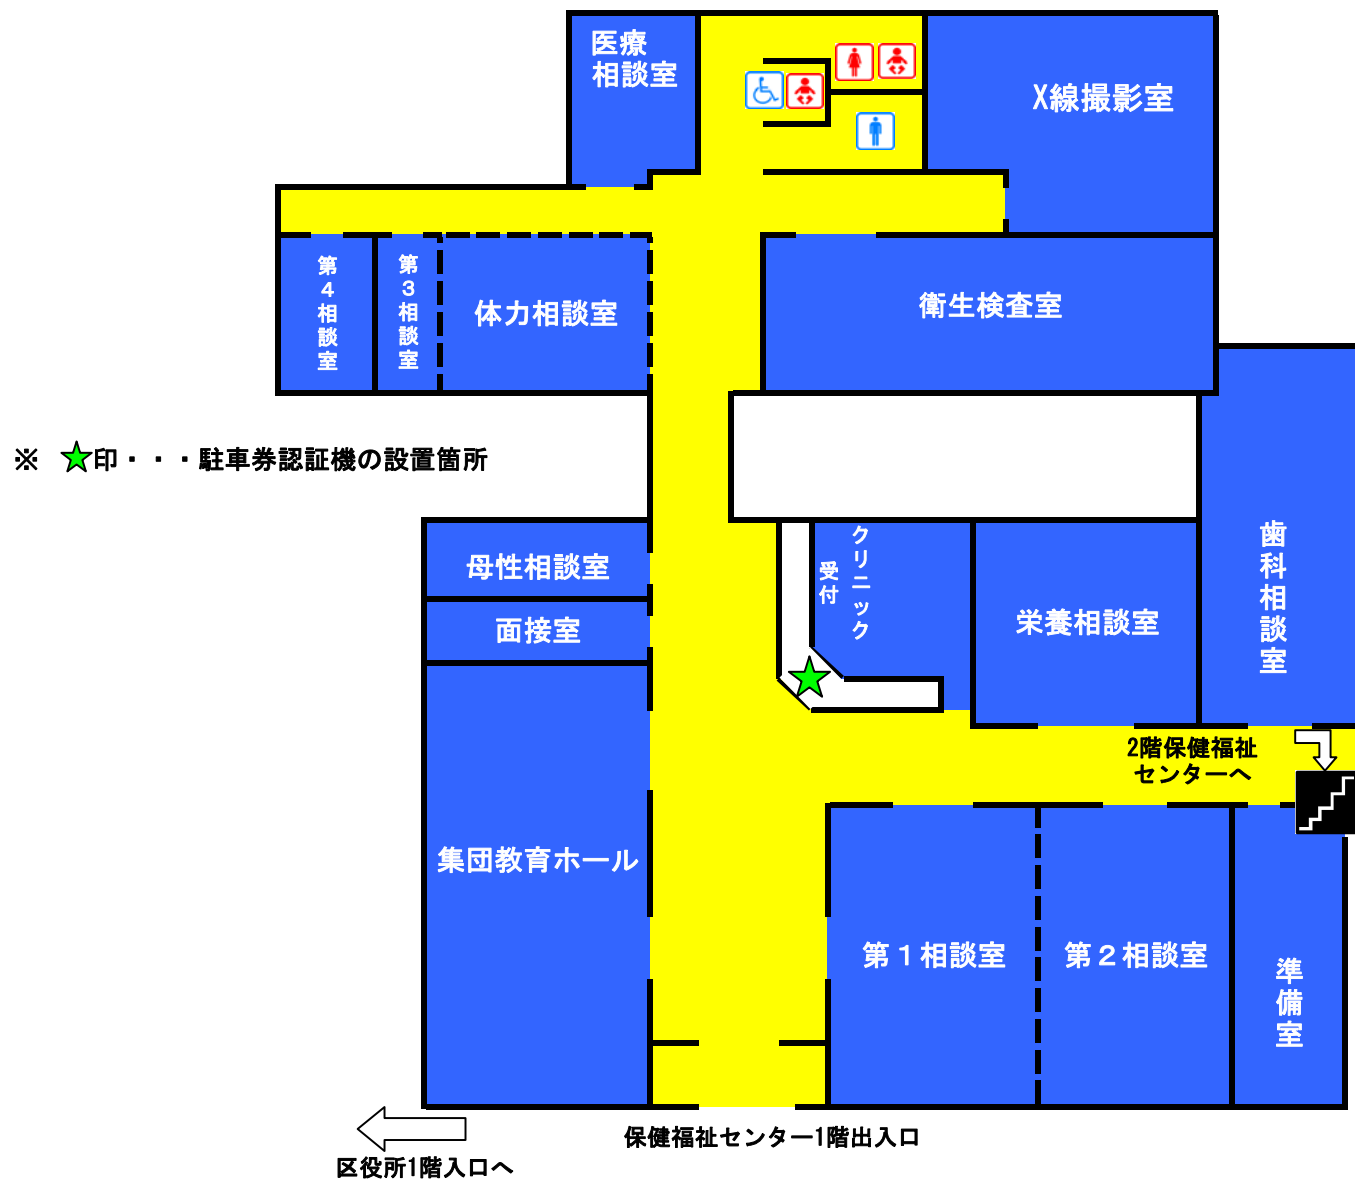 医療
相談室
X線撮影室
第4相談室
第3相談室
体力相談室
衛生検査室
※ ★印・・・駐車券認証機の設置箇所
母性相談室
面接室
クリニック
受付
栄養相談室
歯科相談室
2階保健福祉
センターへ
集団教育ホール
第1相談室
第2相談室
準備室
保健福祉センター1階出入口
区役所1階入口へ